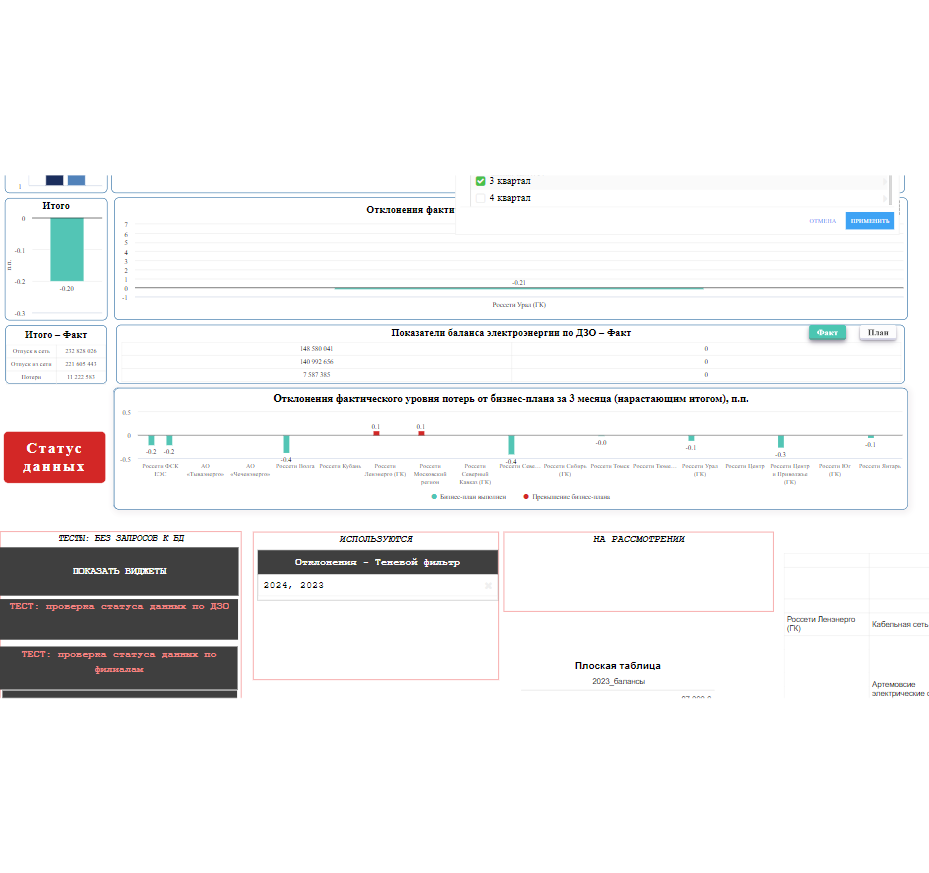 1
3 квартал
4 квартал
ОТМЕНА
ПРИМЕНИТЬ
Итого
0
-0.1
п.п.
-0.2
-0.20
-0.3
Отклонения факти
7
6
5
4
3
2
1
0
-1
-0.21
Россети Урал (ГК)
Итого – Факт
Отпуск в сеть 232 828 026
Отпуск из сети 221 605 443
Потери 11 222 583
Показатели баланса электроэнергии по ДЗО – Факт
Факт
План
148 580 041 0
140 992 656 0
7 587 385 0
Отклонения фактического уровня потерь от бизнес-плана за 3 месяца (нарастающим итогом), п.п.
0.5
0
-0.5
-0.2 -0.2 -0.4 0.1 0.1 -0.4 -0.0 -0.1 -0.3 -0.1
Россети ФСК ЕЭС
АО «Тываэнерго»
АО «Чеченэнерго»
Россети Волга
Россети Кубань
Россети Ленэнерго (ГК)
Россети Московский регион
Россети Северный Кавказ (ГК)
Россети Севе...
Россети Сибирь (ГК)
Россети Томск
Россети Тюме...
Россети Урал (ГК)
Россети Центр
Россети Центр и Приволжье (ГК)
Россети Юг (ГК)
Россети Янтарь
Бизнес-план выполнен
Превышение бизнес-плана
Статус
данных
ТЕСТЫ: БЕЗ ЗАПРОСОВ К БД
ПОКАЗАТЬ ВИДЖЕТЫ
ТЕСТ: проверка статуса данных по ДЗО
ТЕСТ: проверка статуса данных по
филиалам
ИСПОЛЬЗУЮТСЯ
Отклонения - Теневой фильтр
2024, 2023
НА РАССМОТРЕНИИ
Плоская таблица
2023_балансы
Россети Ленэнерго
(ГК)
Кабельная сеть
Артемовсие
электрические